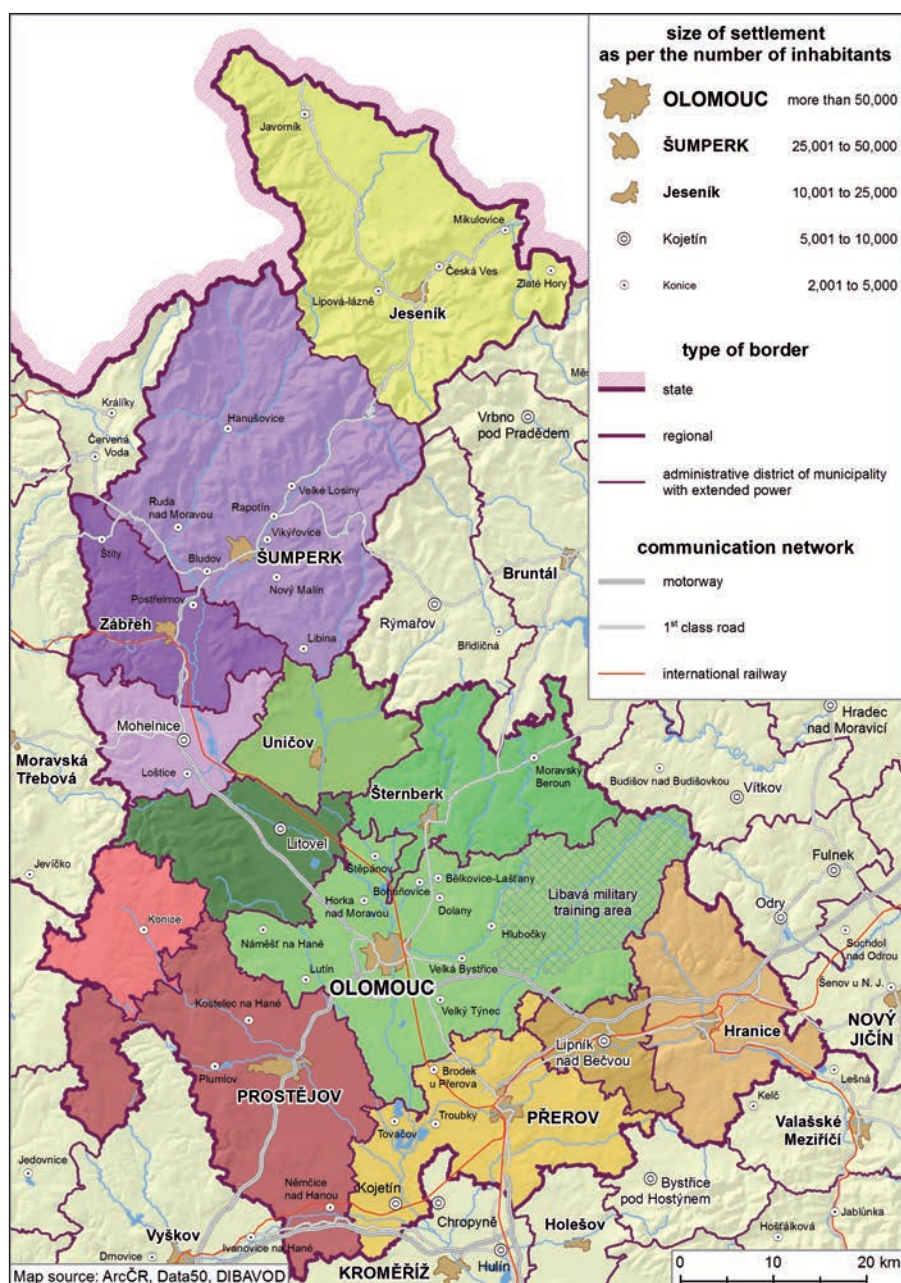 size of settlement
as per the number of inhabitants
OLOMOUC more than 50,000
ŠUMPERK 25,001 to 50,000
Jeseník 10,001 to 25,000
Kojetín 5,001 to 10,000
Konice 2,001 to 5,000
type of border
state
regional
administrative district of municipality
with extended power
communication network
motorway
1st class road
international railway
Javorník
Mikulovice
Česká Ves
Zlaté Hory
Lipová-lázně
Jeseník
Králíky
Červená
Voda
Hanušovice
Vrbno
pod Pradědem
Velké Losiny
Ruda
nad Moravou
Rapotín
Vikýřovice
Štíty
Bludov
ŠUMPERK
Bruntál
Nový Malín
Postřelmov
Rýmařov
Zábřeh
Břidličná
Libina
Mohelnice
Hradec
nad Moravicí
Uničov
Moravská
Třebová
Loštice
Moravský
Beroun
Budišov nad Budišovkou
Vítkov
Šternberk
Litovel
Jevíčko
Štěpánov
Fulnek
Bohuňovice
Bělkovice-Lašťany
Horka
nad Moravou
Dolany
Libavá military
training area
Odry
Konice
Hlubočky
Náměšť na Hané
Suchdol
nad Odrou
Velká Bystřice
Lutín
OLOMOUC
Šenov u N. J.
Velký Týnec
Kostelec na Hané
NOVÝ
JIČÍN
Hranice
Lipník
nad Bečvou
Plumlov
PROSTĚJOV
Brodek
u Přerova
Lešná
Kelč
Troubky
PŘEROV
Tovačov
Valašské
Meziříčí
Jedovnice
Bystřice
pod Hostýnem
Němčice
nad Hanou
Kojetín
Chropyně
Jablůnka
Vyškov
Holešov
Hošťálková
Drnovice
Ivanovice na Hané
Hulín
KROMĚŘÍŽ
0 10 20 km
Map source: ArcČR, Data50, DIBAVOD